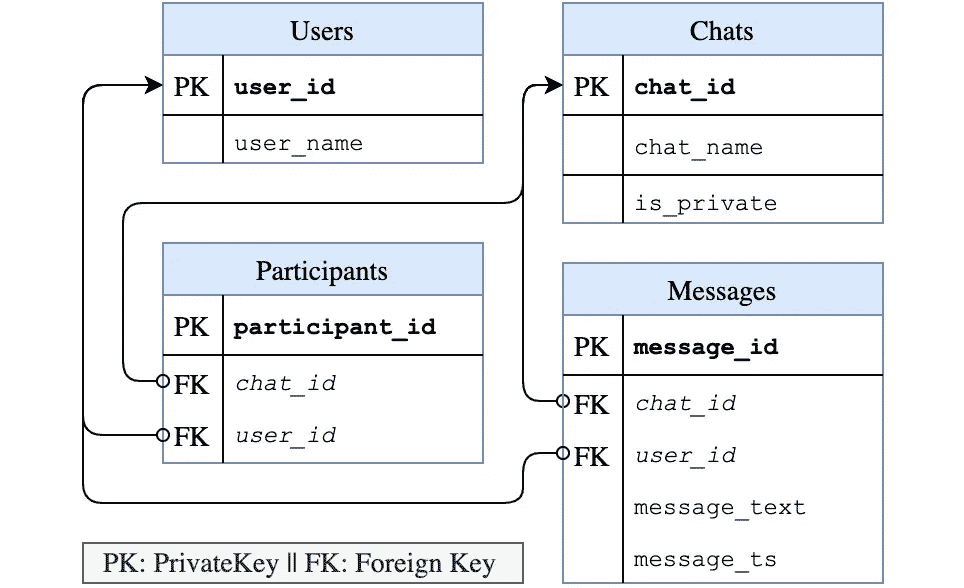 Users
PK user_id
user_name
Chats
PK chat_id
chat_name
is_private
Participants
PK participant_id
FK chat_id
FK user_id
Messages
PK message_id
FK chat_id
FK user_id
message_text
message_ts
PK: PrivateKey || FK: Foreign Key